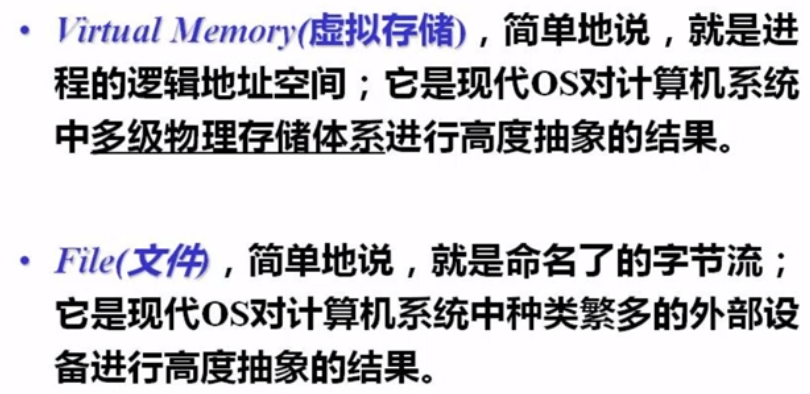 • Virtual Memory(虚拟存储)，简单地说，就是进
程的逻辑地址空间；它是现代OS对计算机系统
中多级物理存储体系进行高度抽象的结果。
• File(文件)，简单地说，就是命名了的字节流；
它是现代OS对计算机系统中种类繁多的外部设
备进行高度抽象的结果。